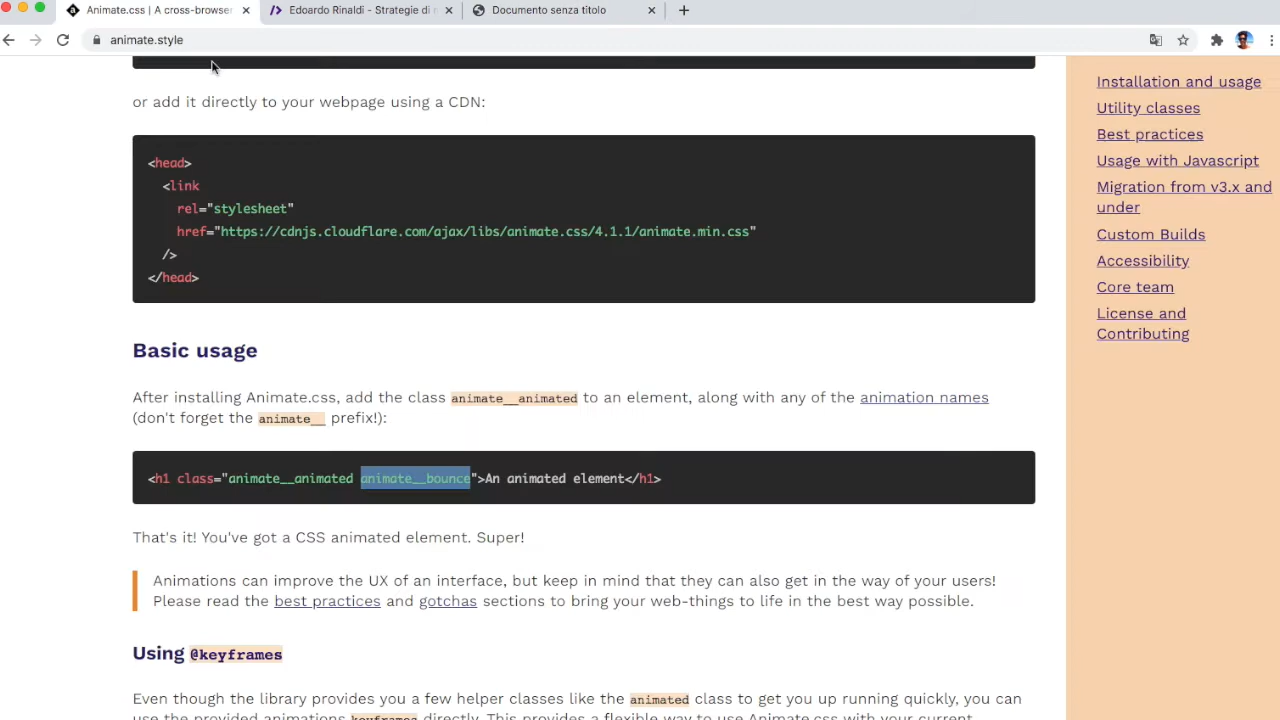 Animate.css | A cross-browser
Edoardo Rinaldi - Strategie di
Documento senza titolo
animate.style
or add it directly to your webpage using a CDN:
<head>
<link
rel="stylesheet"
href="https://cdnjs.cloudflare.com/ajax/libs/animate.css/4.1.1/animate.min.css"
/>
</head>
Basic usage
After installing Animate.css, add the class animate__animated to an element, along with any of the animation names
(don't forget the animate__ prefix!):
<h1 class="animate__animated animate__bounce">An animated element</h1>
That's it! You've got a CSS animated element. Super!
Animations can improve the UX of an interface, but keep in mind that they can also get in the way of your users!
Please read the best practices and gotchas sections to bring your web-things to life in the best way possible.
Using @keyframes
Even though the library provides you a few helper classes like the animated class to get you up running quickly, you can
use the provided animations keyframes directly. This provides a flexible way to use Animate.css with your current
Installation and usage
Utility classes
Best practices
Usage with Javascript
Migration from v3.x and
under
Custom Builds
Accessibility
Core team
License and
Contributing